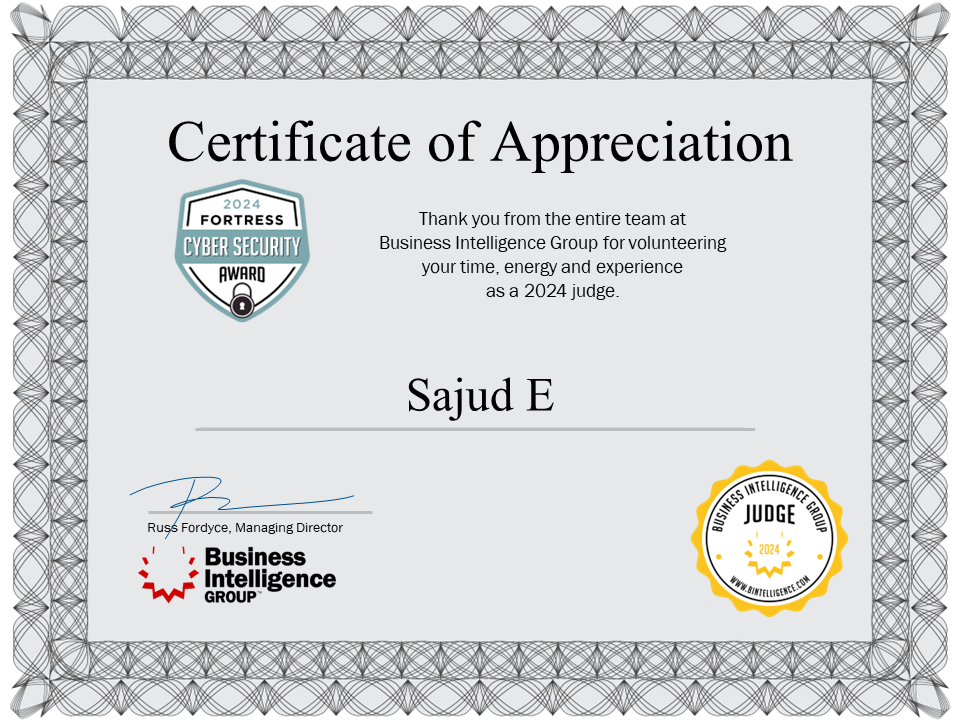 Certificate of Appreciation
2024
FORTRESS
CYBER SECURITY
AWARD
Thank you from the entire team at
Business Intelligence Group for volunteering
your time, energy and experience
as a 2024 judge.
Sajud E
Russ Fordyce, Managing Director
Business
Intelligence
GROUP™
BUSINESS INTELLIGENCE GROUP
JUDGE
2024
WWW.BINTELLIGENCE.COM